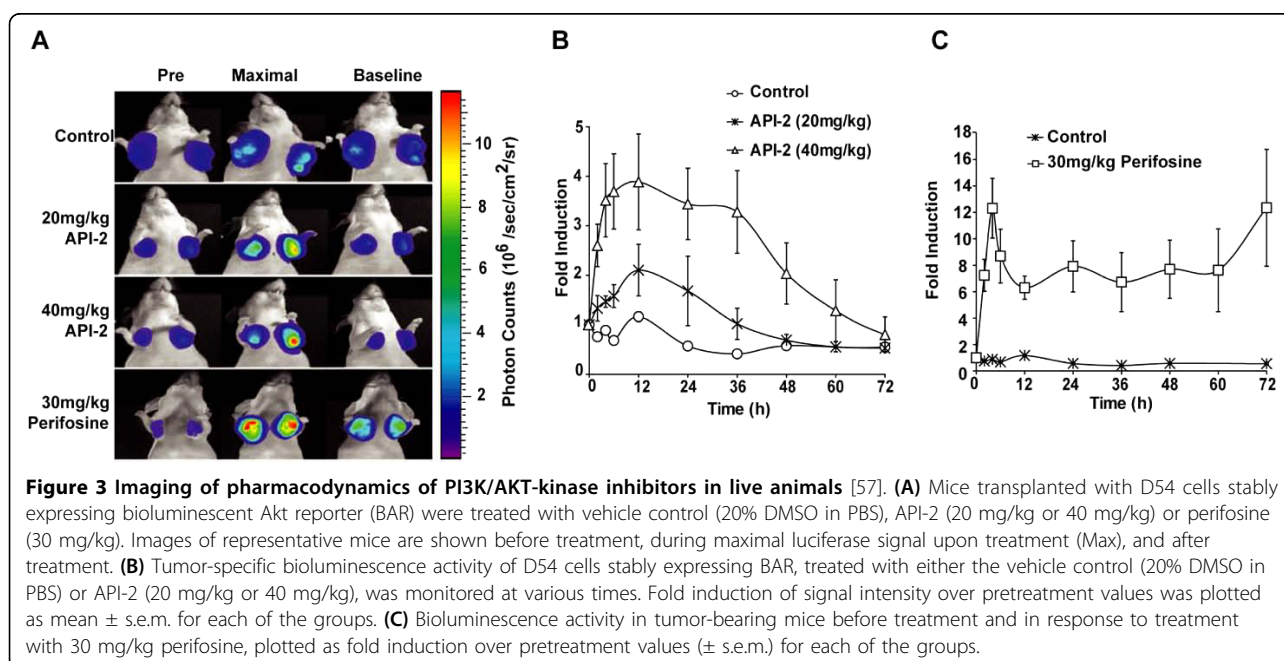 A
Pre Maximal Baseline
Control
20mg/kg
API-2
40mg/kg
API-2
30mg/kg
Perifosine
10
8
6
4
2
Photon Counts (10^6 /sec/cm^2/sr)
B
Control
API-2 (20mg/kg)
API-2 (40mg/kg)
5
4
3
2
1
0
Fold Induction
0 12 24 36 48 60 72
Time (h)
C
Control
30mg/kg Perifosine
18
16
14
12
10
8
6
4
2
0
Fold Induction
0 12 24 36 48 60 72
Time (h)
Figure 3 Imaging of pharmacodynamics of PI3K/AKT-kinase inhibitors in live animals [57]. (A) Mice transplanted with D54 cells stably
expressing bioluminescent Akt reporter (BAR) were treated with vehicle control (20% DMSO in PBS), API-2 (20 mg/kg or 40 mg/kg) or perifosine
(30 mg/kg). Images of representative mice are shown before treatment, during maximal luciferase signal upon treatment (Max), and after
treatment. (B) Tumor-specific bioluminescence activity of D54 cells stably expressing BAR, treated with either the vehicle control (20% DMSO in
PBS) or API-2 (20 mg/kg or 40 mg/kg), was monitored at various times. Fold induction of signal intensity over pretreatment values was plotted
as mean ± s.e.m. for each of the groups. (C) Bioluminescence activity in tumor-bearing mice before treatment and in response to treatment
with 30 mg/kg perifosine, plotted as fold induction over pretreatment values (± s.e.m.) for each of the groups.